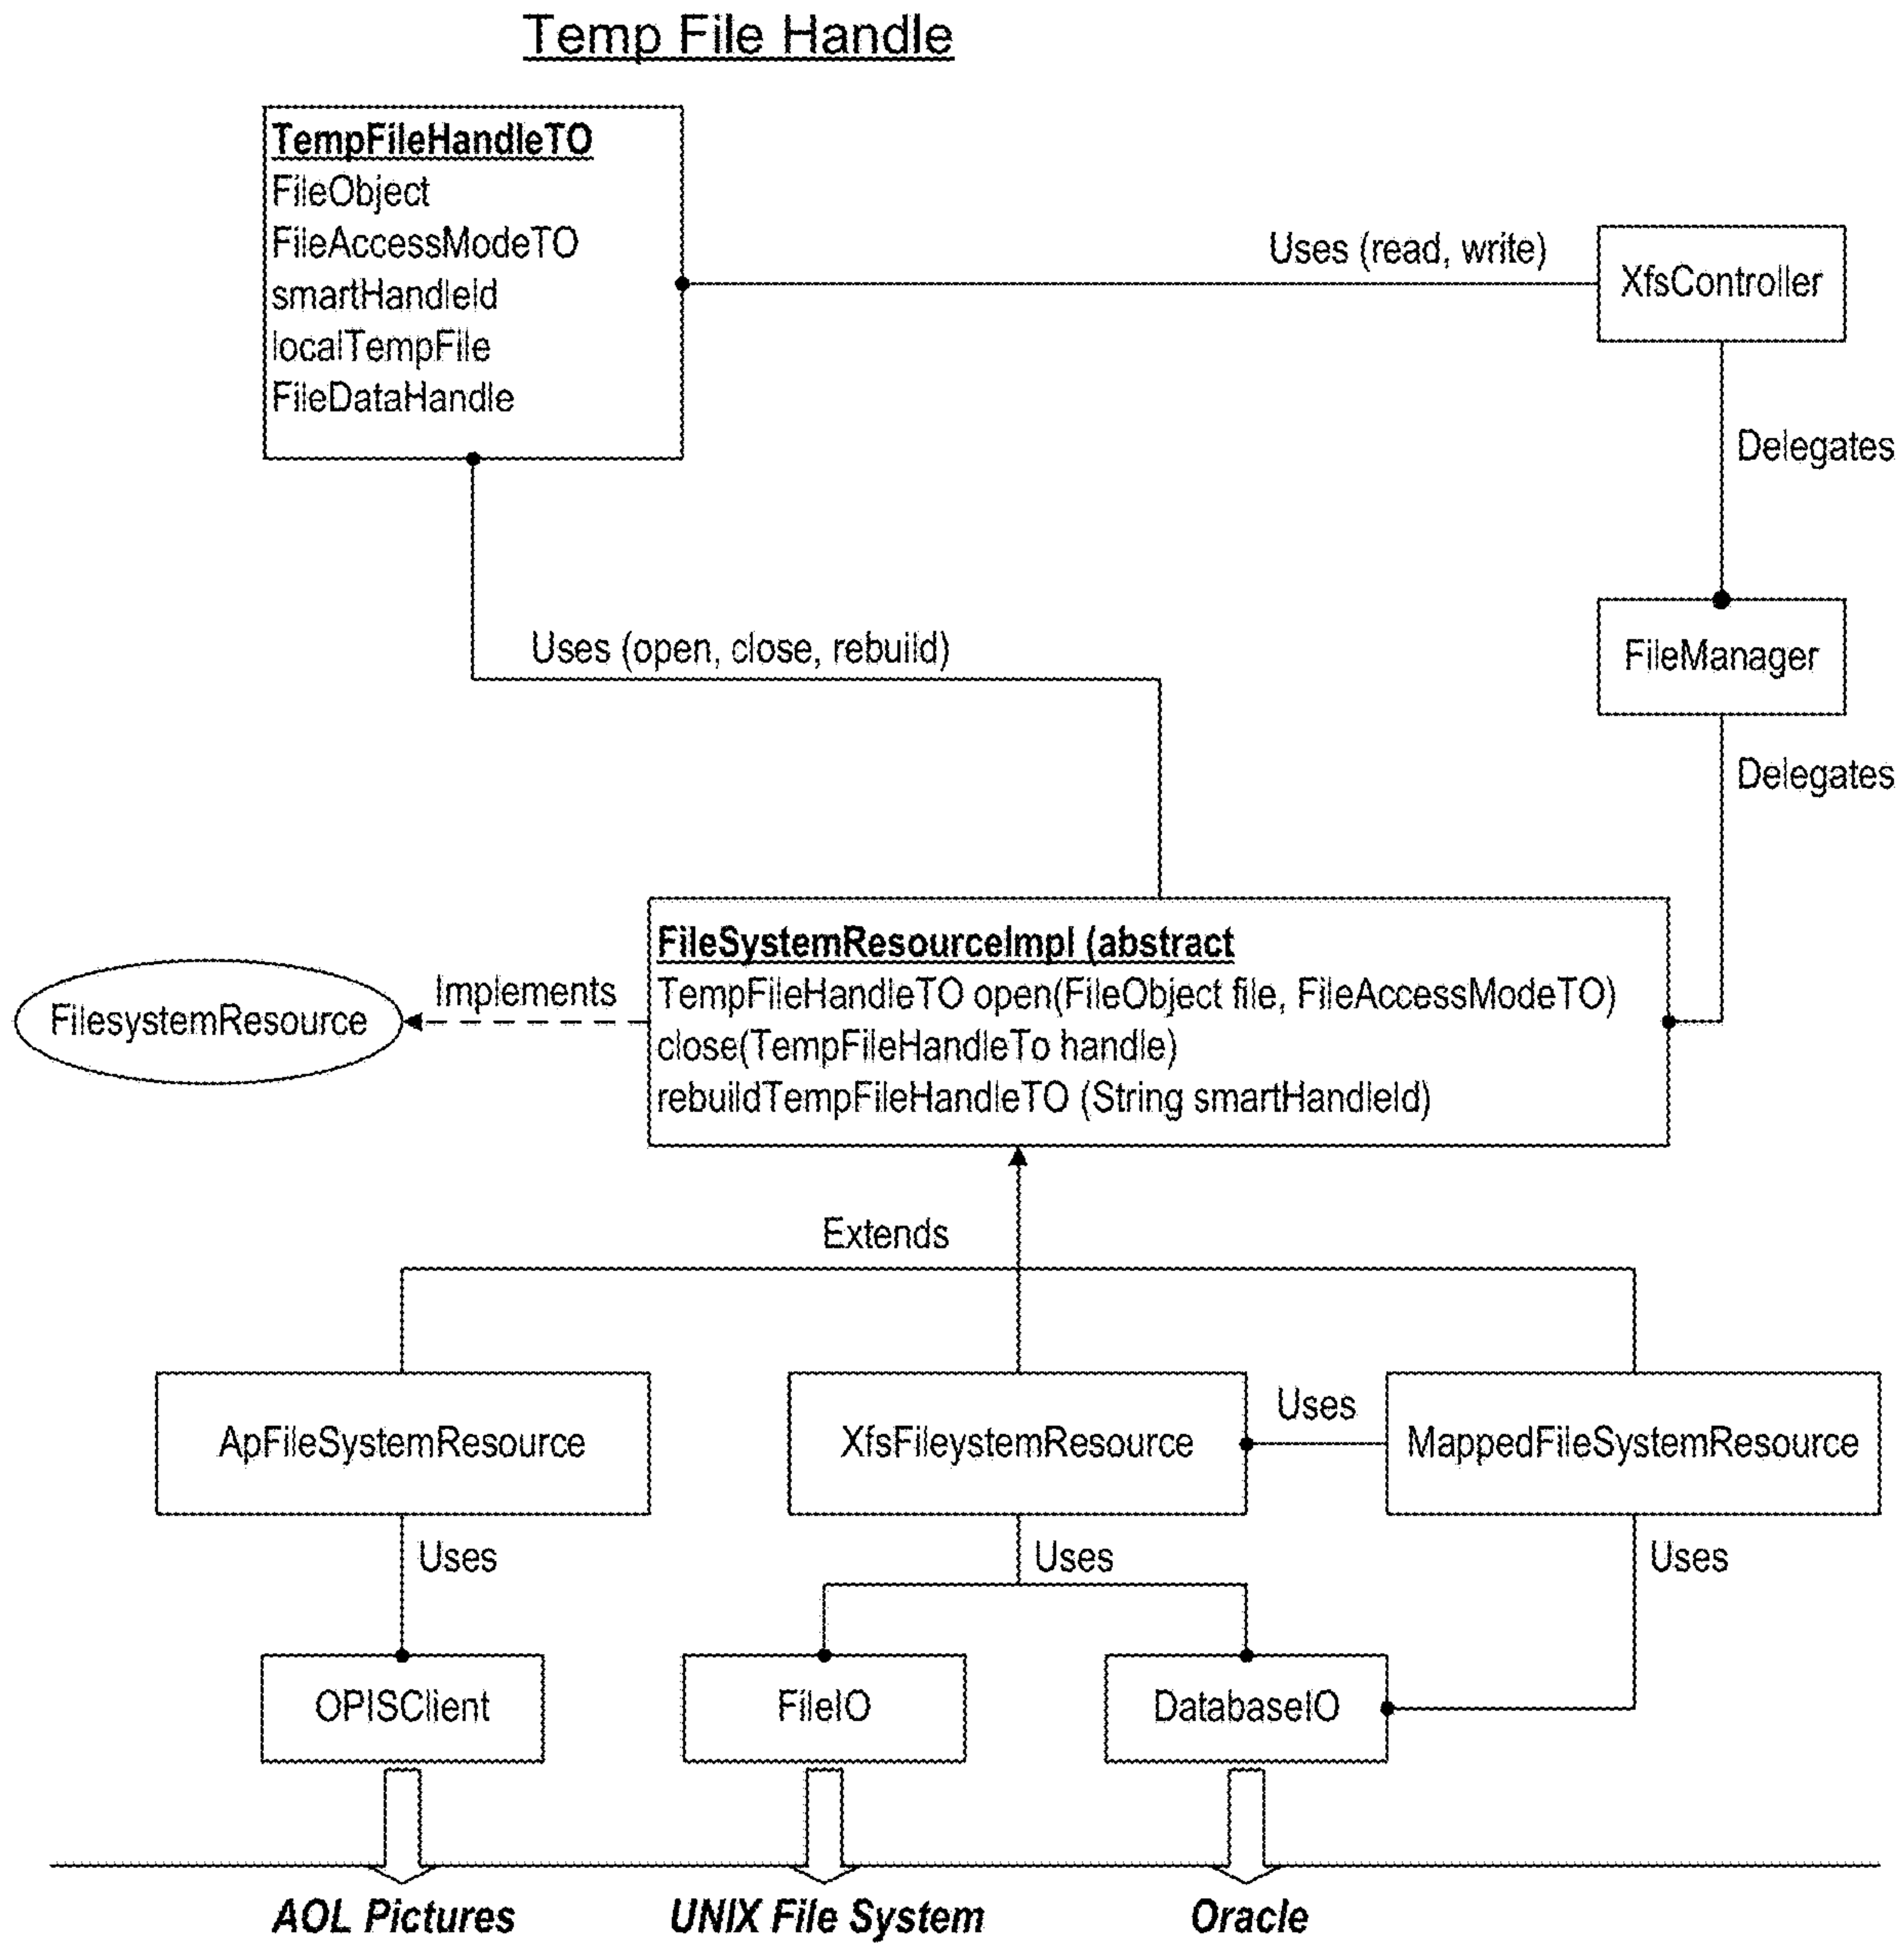 Temp File Handle
TempFileHandleTO
FileObject
FileAccessModeTO
smartHandleId
localTempFile
FileDataHandle
Uses (read, write)
XfsController
Delegates
FileManager
Uses (open, close, rebuild)
Delegates
FileSystemResourceImpl (abstract
TempFileHandleTO open(FileObject file, FileAccessModeTO)
close(TempFileHandleTo handle)
rebuildTempFileHandleTO (String smartHandleId)
Implements
FilesystemResource
Extends
ApFileSystemResource
XfsFileystemResource
Uses
MappedFileSystemResource
Uses
Uses
Uses
OPISClient
FileIO
DatabaseIO
AOL Pictures
UNIX File System
Oracle